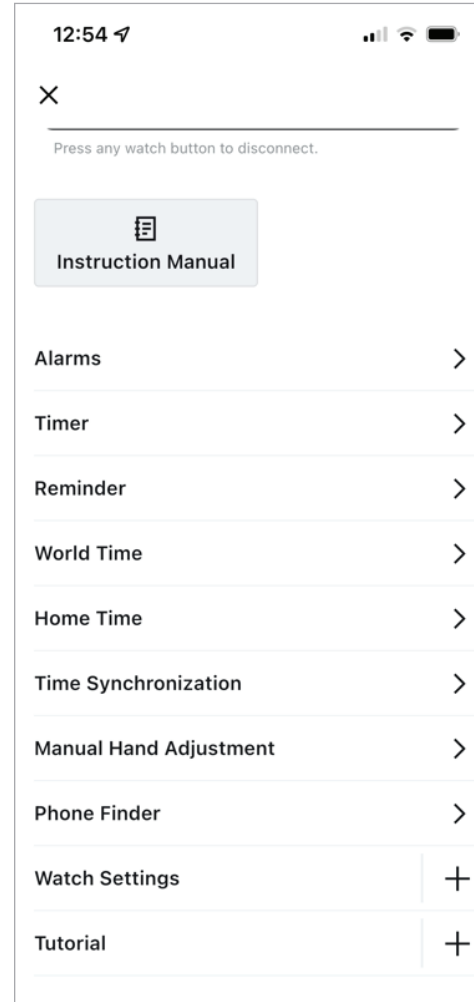 12:54
Press any watch button to disconnect.
Instruction Manual
Alarms
Timer
Reminder
World Time
Home Time
Time Synchronization
Manual Hand Adjustment
Phone Finder
Watch Settings
Tutorial